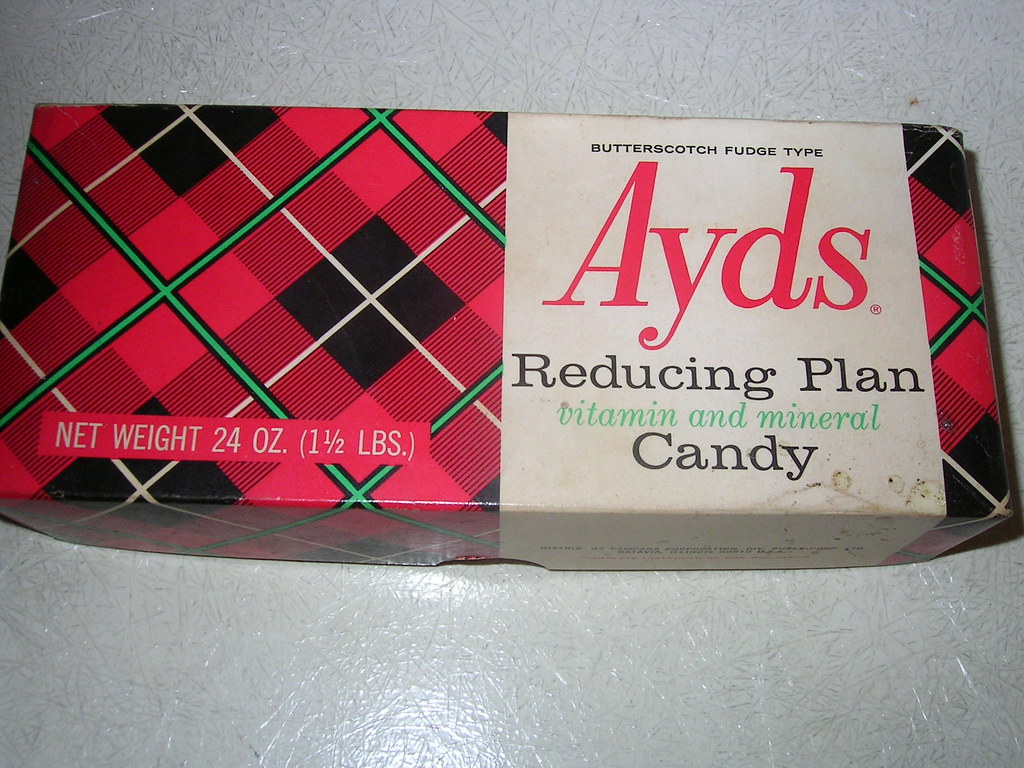 BUTTERSCOTCH FUDGE TYPE
Ayds®
Reducing Plan
vitamin and mineral
Candy
NET WEIGHT 24 OZ. (1½ LBS.)